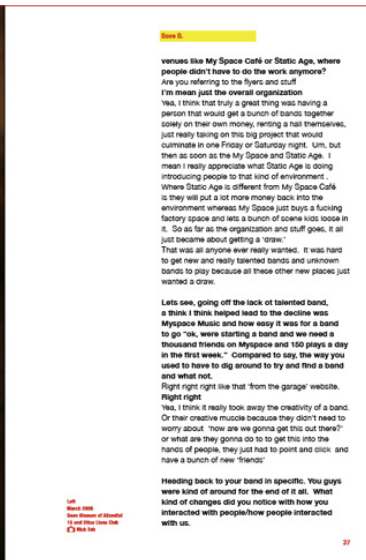 Dave D.
venues like My Space Café or Static Age, where
people didn't have to do the work anymore?
Are you referring to the flyers and stuff
I'm mean just the overall organization
Yea, I think that truly a great thing was having a
person that would get a bunch of bands together
solely on their own money, renting a hall themselves,
just really taking on this big project that would
culminate in one Friday or Saturday night. Um, but
then as soon as the My Space and Static Age. I
mean I really appreciate what Static Age is doing
introducing people to that kind of environment .
Where Static Age is different from My Space Café
is they will put a lot more money back into the
environment whereas My Space just buys a fucking
factory space and lets a bunch of scene kids loose in
it. So as far as the organization and stuff goes, it all
just became about getting a 'draw.'
That was all anyone ever really wanted. It was hard
to get new and really talented bands and unknown
bands to play because all these other new places just
wanted a draw.
Lets see, going off the lack of talented band,
a think I think helped lead to the decline was
Myspace Music and how easy it was for a band
to go "ok, were starting a band and we need a
thousand friends on Myspace and 150 plays a day
in the first week." Compared to say, the way you
used to have to dig around to try and find a band
and what not.
Right right right like that 'from the garage' website.
Right right
Yea, I think it really took away the creativity of a band.
Or their creative muscle because they didn't need to
worry about 'how are we gonna get this out there?'
or what are they gonna do to to get this into the
hands of people, they just had to point and click and
have a bunch of new 'friends'
Heading back to your band in specific. You guys
were kind of around for the end of it all. What
kind of changes did you notice with how you
interacted with people/how people interacted
with us.
Left
March 2008
15 and
37